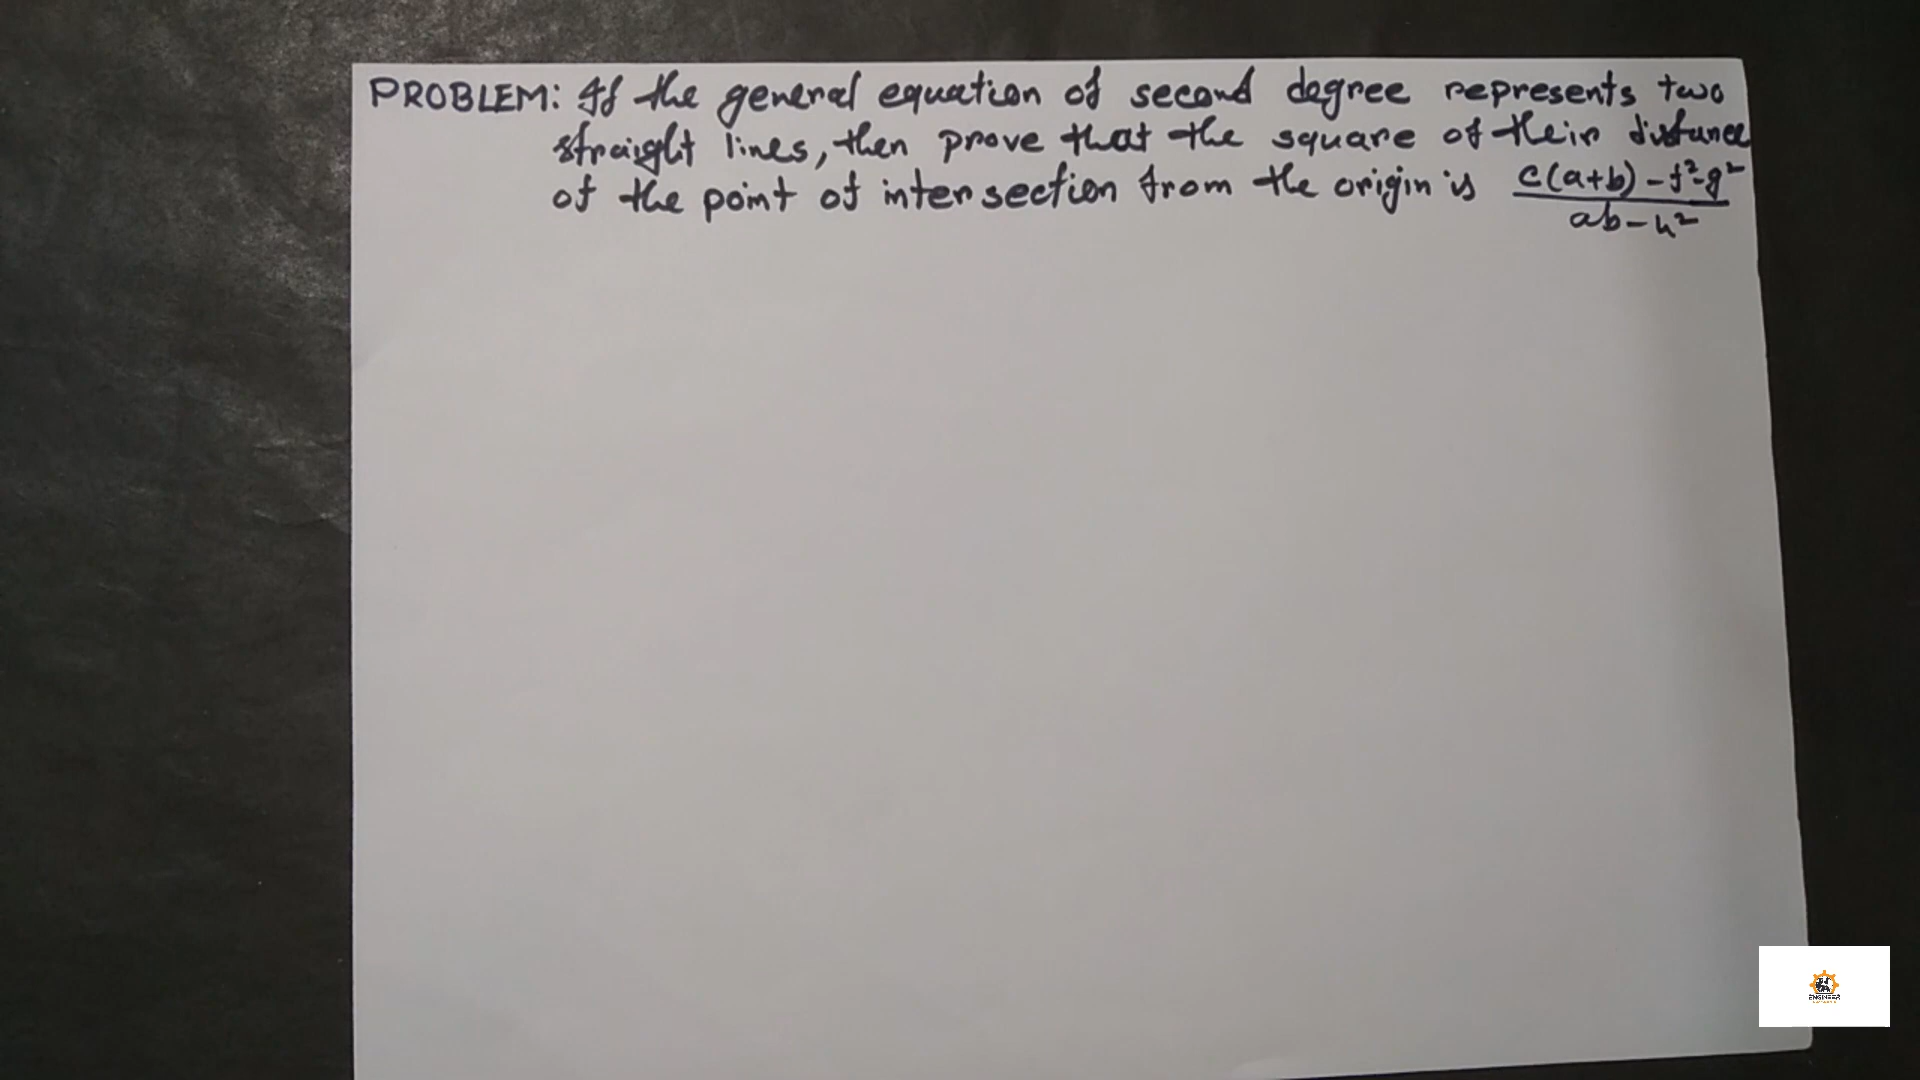 PROBLEM: If the general equation of second degree represents two
straight lines, then prove that the square of their distance
of the point of intersection from the origin is c(a+b)-f²-g² / ab-h²
ENGINEER